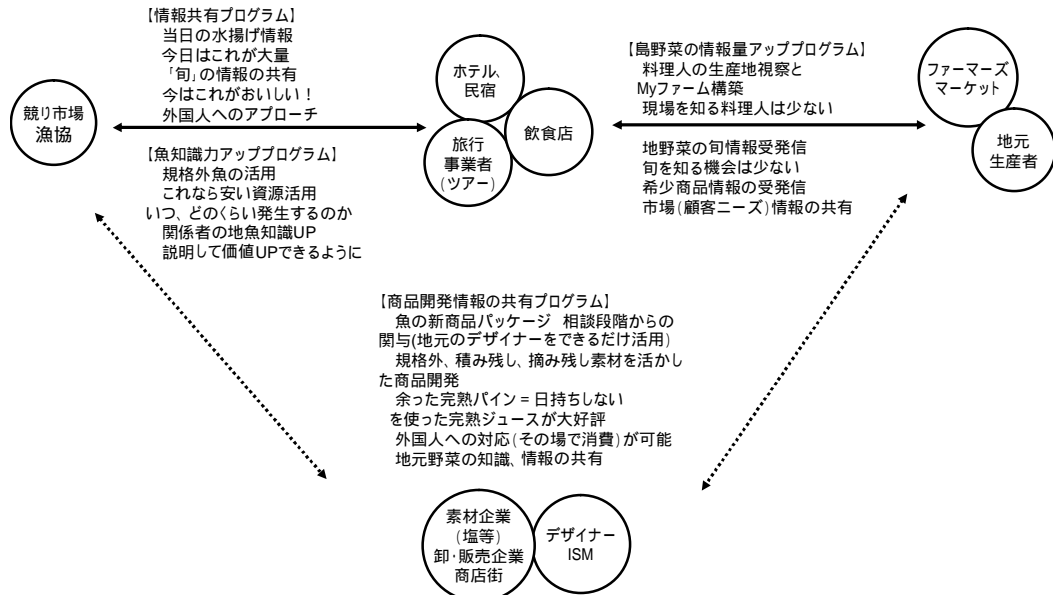 【情報共有プログラム】
当日の水揚げ情報
今日はこれが大量
「旬」の情報の共有
今はこれがおいしい！
外国人へのアプローチ
競り市場
漁協
【魚知識力アッププログラム】
規格外魚の活用
これなら安い資源活用
いつ、どのくらい発生するのか
関係者の地魚知識UP
説明して価値UPできるように
ホテル、
民宿
飲食店
旅行
事業者
(ツアー)
【島野菜の情報量アッププログラム】
料理人の生産地視察と
Myファーム構築
現場を知る料理人は少ない
地野菜の旬情報受発信
旬を知る機会は少ない
希少商品情報の受発信
市場(顧客ニーズ)情報の共有
ファーマーズ
マーケット
地元
生産者
【商品開発情報の共有プログラム】
魚の新商品パッケージ 相談段階からの
関与(地元のデザイナーをできるだけ活用)
規格外、積み残し、摘み残し素材を活かし
た商品開発
余った完熟パイン＝日持ちしない
を使った完熟ジュースが大好評
外国人への対応(その場で消費)が可能
地元野菜の知識、情報の共有
素材企業
(塩等)
卸・販売企業
商店街
デザイナー
ISM